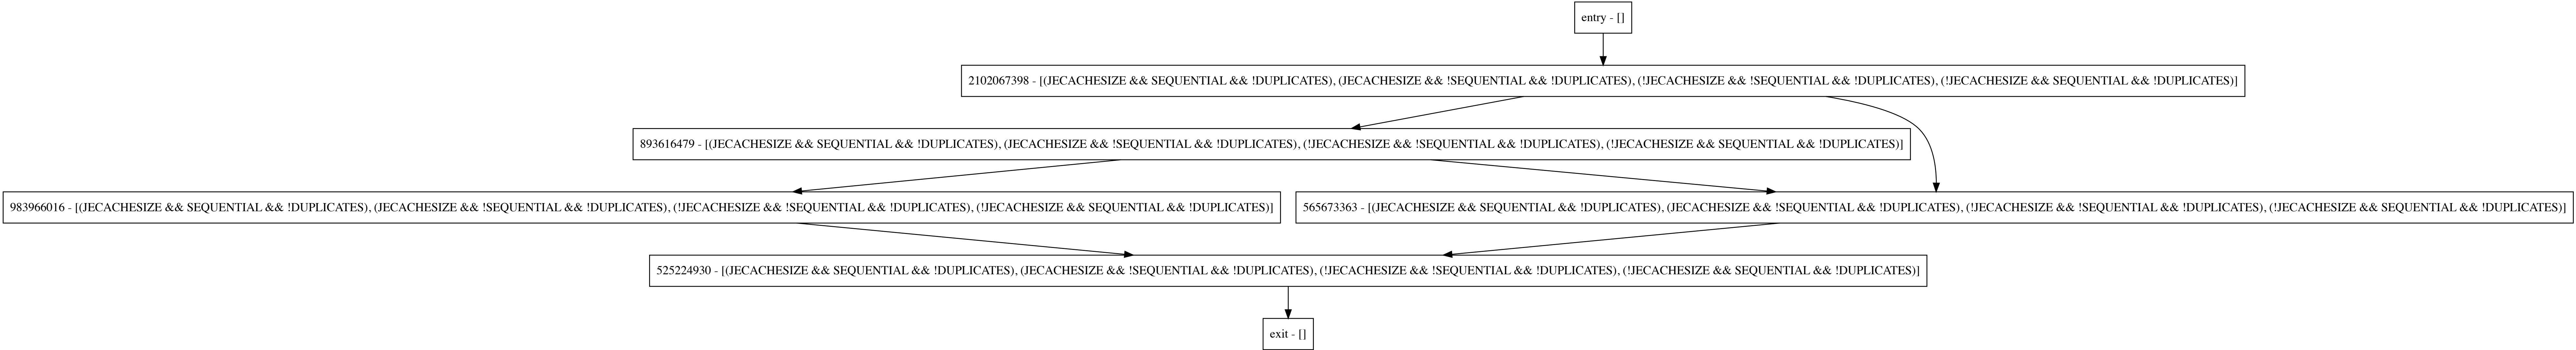 entry - []
2102067398 - [(JECACHESIZE && SEQUENTIAL && !DUPLICATES), (JECACHESIZE && !SEQUENTIAL && !DUPLICATES), (!JECACHESIZE && !SEQUENTIAL && !DUPLICATES), (!JECACHESIZE && SEQUENTIAL && !DUPLICATES)]
893616479 - [(JECACHESIZE && SEQUENTIAL && !DUPLICATES), (JECACHESIZE && !SEQUENTIAL && !DUPLICATES), (!JECACHESIZE && !SEQUENTIAL && !DUPLICATES), (!JECACHESIZE && SEQUENTIAL && !DUPLICATES)]
983966016 - [(JECACHESIZE && SEQUENTIAL && !DUPLICATES), (JECACHESIZE && !SEQUENTIAL && !DUPLICATES), (!JECACHESIZE && !SEQUENTIAL && !DUPLICATES), (!JECACHESIZE && SEQUENTIAL && !DUPLICATES)]
565673363 - [(JECACHESIZE && SEQUENTIAL && !DUPLICATES), (JECACHESIZE && !SEQUENTIAL && !DUPLICATES), (!JECACHESIZE && !SEQUENTIAL && !DUPLICATES), (!JECACHESIZE && SEQUENTIAL && !DUPLICATES)]
525224930 - [(JECACHESIZE && SEQUENTIAL && !DUPLICATES), (JECACHESIZE && !SEQUENTIAL && !DUPLICATES), (!JECACHESIZE && !SEQUENTIAL && !DUPLICATES), (!JECACHESIZE && SEQUENTIAL && !DUPLICATES)]
exit - []